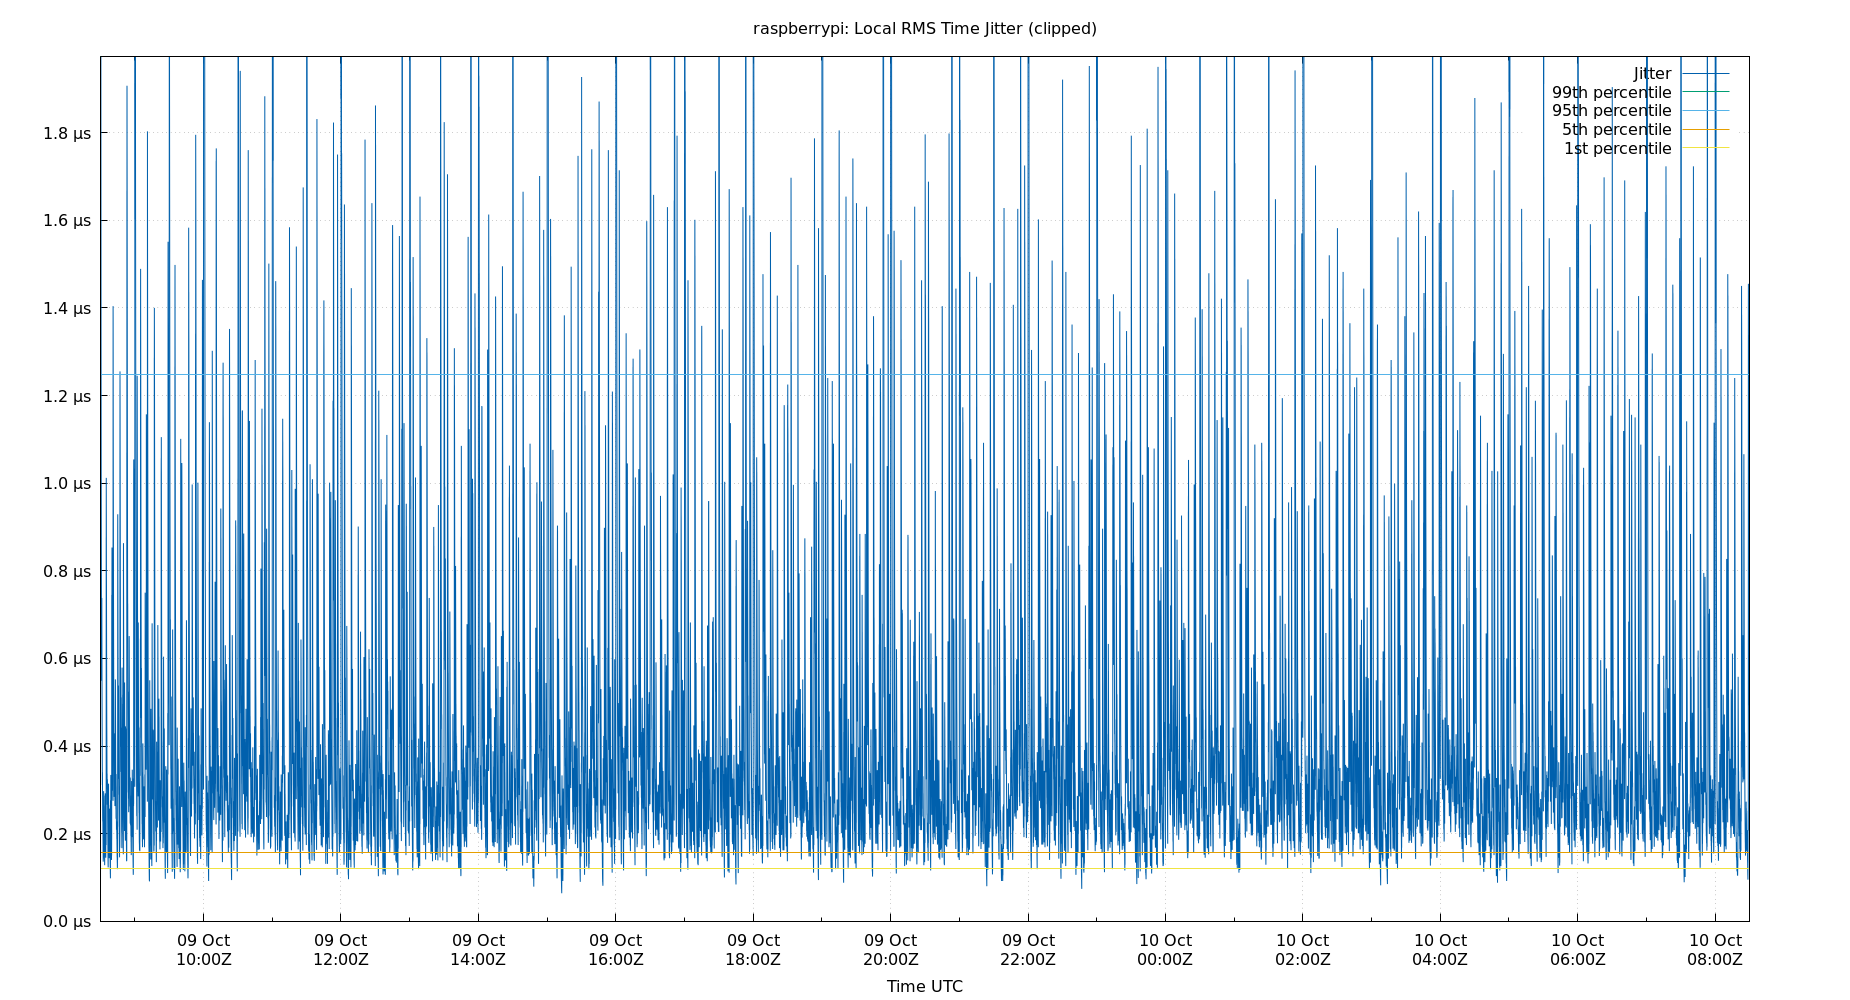 raspberrypi: Local RMS Time Jitter (clipped)
Jitter
99th percentile
95th percentile
5th percentile
1st percentile
1.8 µs
1.6 µs
1.4 µs
1.2 µs
1.0 µs
0.8 µs
0.6 µs
0.4 µs
0.2 µs
0.0 µs
09 Oct 09 Oct 09 Oct 09 Oct 09 Oct 09 Oct 09 Oct 10 Oct 10 Oct 10 Oct 10 Oct 10 Oct
10:00Z 12:00Z 14:00Z 16:00Z 18:00Z 20:00Z 22:00Z 00:00Z 02:00Z 04:00Z 06:00Z 08:00Z
Time UTC